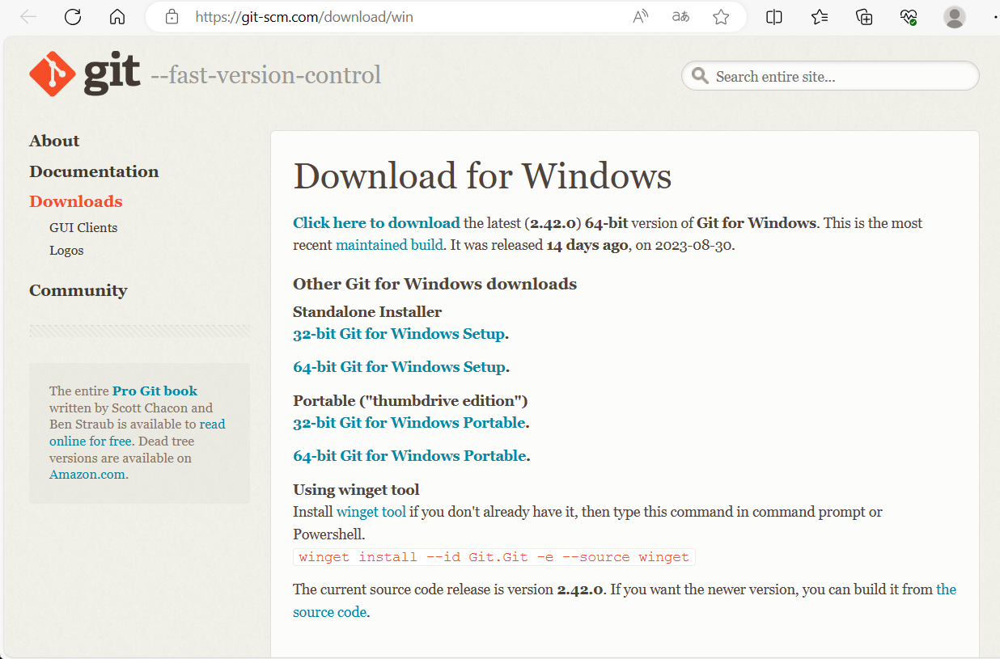 https://git-scm.com/download/win
git --fast-version-control
Search entire site...
About
Documentation
Downloads
GUI Clients
Logos
Community
The entire Pro Git book
written by Scott Chacon and
Ben Straub is available to read
online for free. Dead tree
versions are available on
Amazon.com.
Download for Windows
Click here to download the latest (2.42.0) 64-bit version of Git for Windows. This is the most
recent maintained build. It was released 14 days ago, on 2023-08-30.
Other Git for Windows downloads
Standalone Installer
32-bit Git for Windows Setup.
64-bit Git for Windows Setup.
Portable ("thumbdrive edition")
32-bit Git for Windows Portable.
64-bit Git for Windows Portable.
Using winget tool
Install winget tool if you don't already have it, then type this command in command prompt or
Powershell.
winget install --id Git.Git -e --source winget
The current source code release is version 2.42.0. If you want the newer version, you can build it from the
source code.